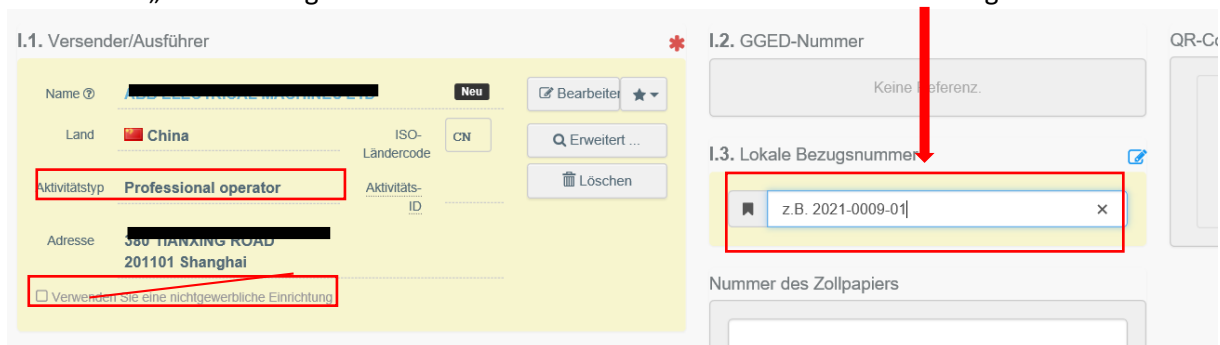 I.1. Versender/Ausführer
Name
Neu
Bearbeiten
Land China
ISO-Ländercode
CN
Erweitert ...
Aktivitätstyp Professional operator
Aktivitäts-ID
Löschen
Adresse
201101 Shanghai
Verwenden Sie eine nichtgewerbliche Einrichtung
I.2. GGED-Nummer
Keine Referenz.
I.3. Lokale Bezugsnummer
z.B. 2021-0009-01
Nummer des Zollpapiers